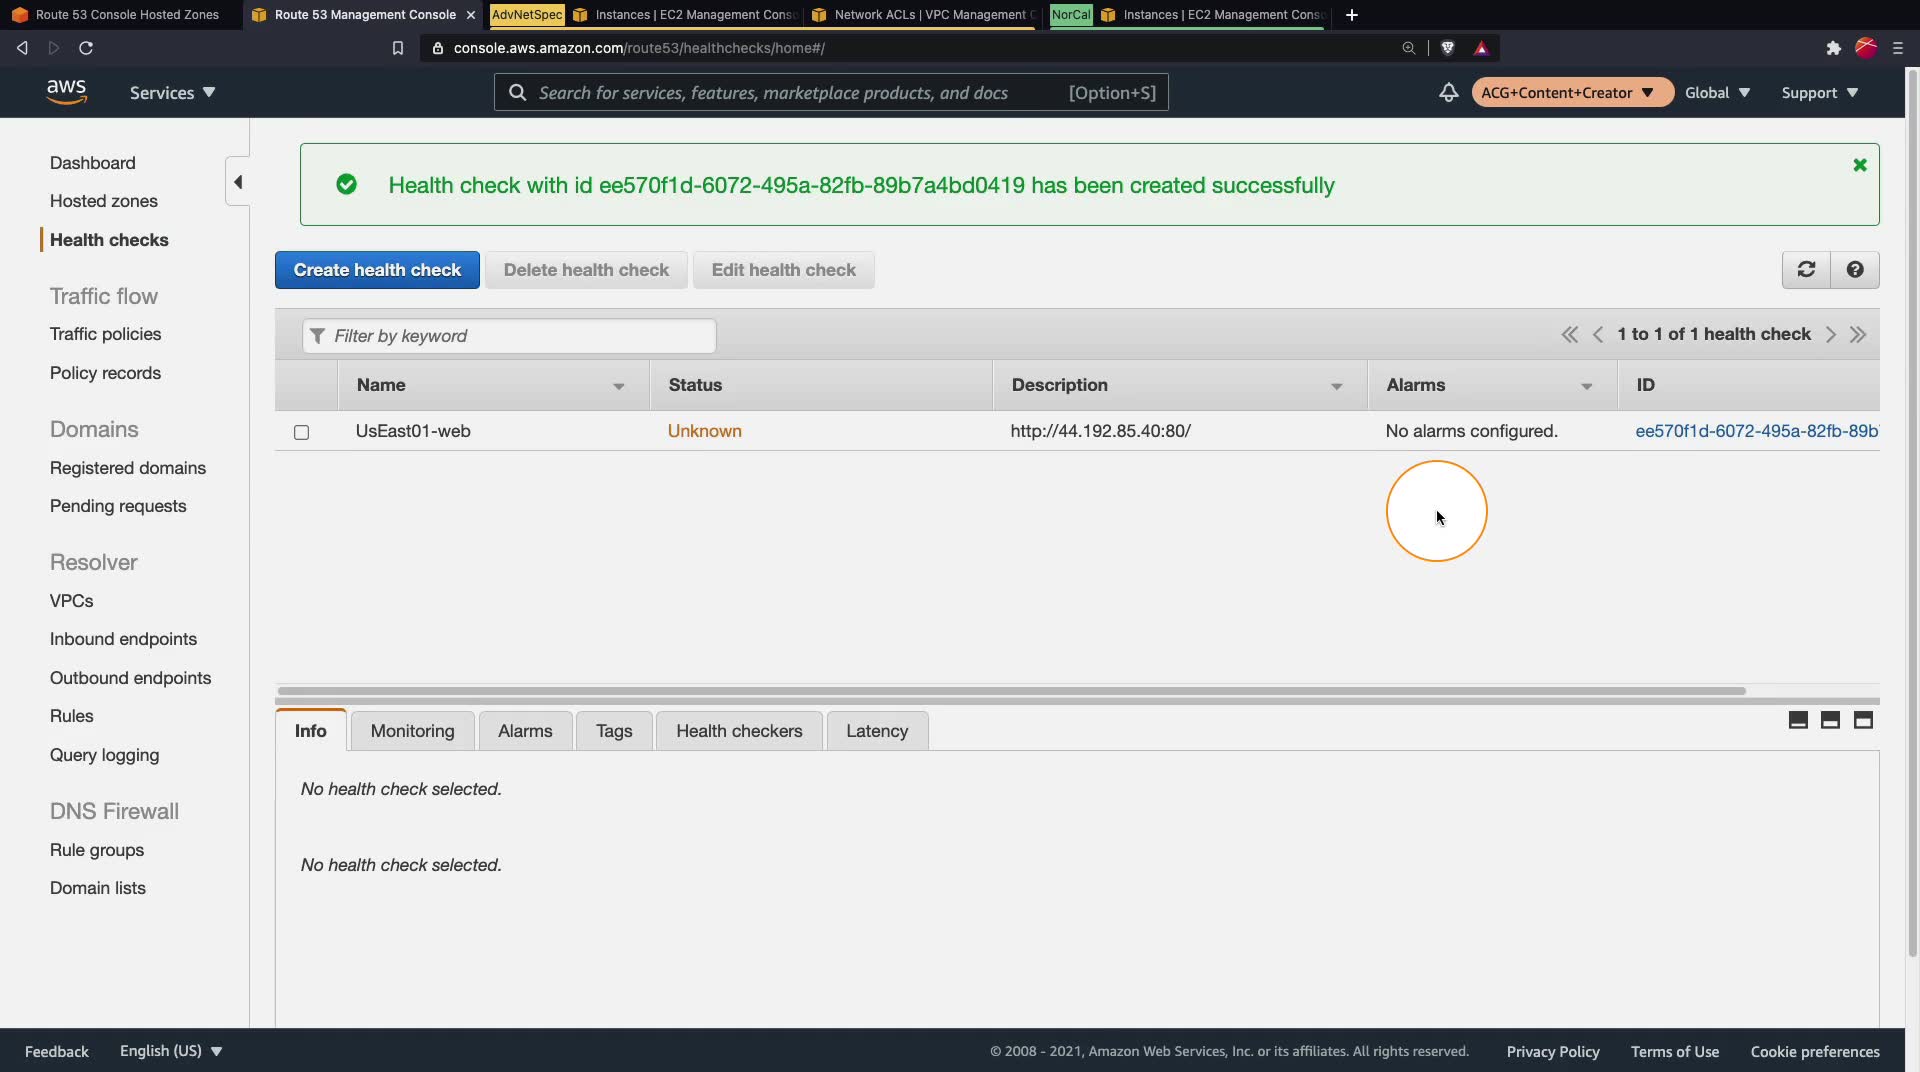 Route 53 Console Hosted Zones
Route 53 Management Console
AdvNetSpec
Instances | EC2 Management Conso
Network ACLs | VPC Management C
NorCal
Instances | EC2 Management Conso
console.aws.amazon.com/route53/healthchecks/home#/
aws
Services
Search for services, features, marketplace products, and docs [Option+S]
ACG+Content+Creator
Global
Support
Dashboard
Hosted zones
Health checks
Traffic flow
Traffic policies
Policy records
Domains
Registered domains
Pending requests
Resolver
VPCs
Inbound endpoints
Outbound endpoints
Rules
Query logging
DNS Firewall
Rule groups
Domain lists
Health check with id ee570f1d-6072-495a-82fb-89b7a4bd0419 has been created successfully
Create health check
Delete health check
Edit health check
Filter by keyword
1 to 1 of 1 health check
Name Status Description Alarms ID
UsEast01-web Unknown http://44.192.85.40:80/ No alarms configured. ee570f1d-6072-495a-82fb-89b
Info Monitoring Alarms Tags Health checkers Latency
No health check selected.
No health check selected.
Feedback
English (US)
© 2008 - 2021, Amazon Web Services, Inc. or its affiliates. All rights reserved.
Privacy Policy
Terms of Use
Cookie preferences